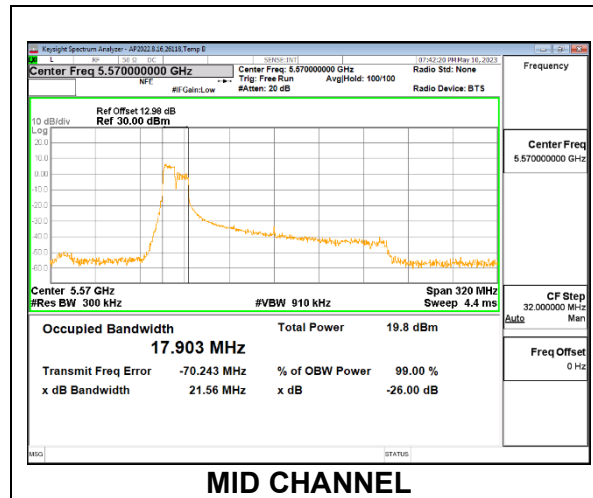 Keysight Spectrum Analyzer - AP2022.8.16,26118,Temp B
L RF 50 Ω DC SENSE:INT 07:42:20 PM May 10, 2023
Center Freq 5.570000000 GHz
Center Freq: 5.570000000 GHz
Radio Std: None
NFE
Trig: Free Run
Avg|Hold: 100/100
#IFGain:Low
#Atten: 20 dB
Radio Device: BTS
Frequency
Ref Offset 12.98 dB
10 dB/div
Ref 30.00 dBm
Log
20.0
10.0
0.00
-10.0
-20.0
-30.0
-40.0
-50.0
-60.0
Center 5.57 GHz
Span 320 MHz
#Res BW 300 kHz
#VBW 910 kHz
Sweep 4.4 ms
Occupied Bandwidth
17.903 MHz
Total Power 19.8 dBm
Transmit Freq Error -70.243 MHz
% of OBW Power 99.00 %
x dB Bandwidth 21.56 MHz
x dB -26.00 dB
Center Freq
5.570000000 GHz
CF Step
32.000000 MHz
Auto Man
Freq Offset
0 Hz
MSG
STATUS
MID CHANNEL